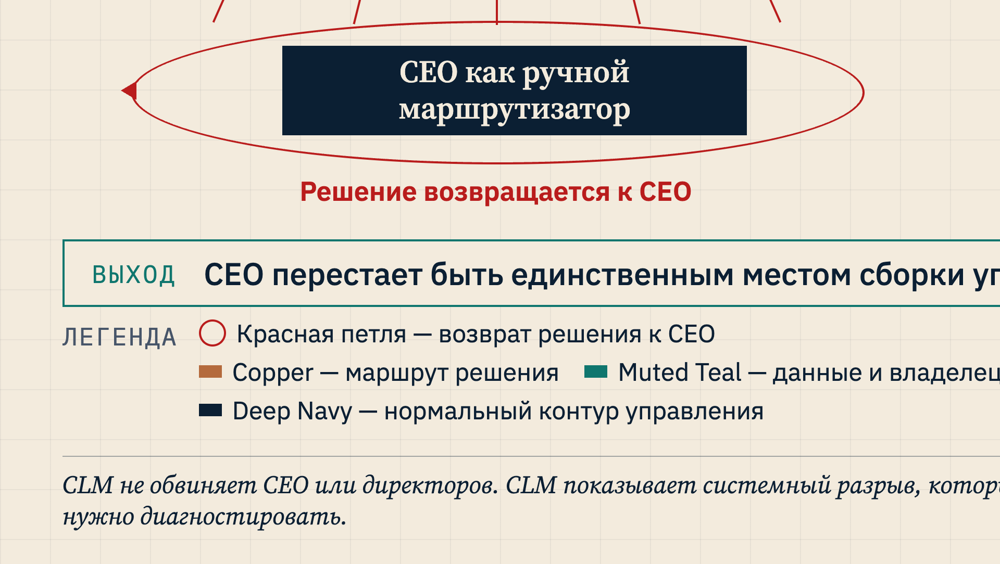 CEO как ручной
маршрутизатор
Решение возвращается к CEO
ВЫХОД CEO перестает быть единственным местом сборки
ЛЕГЕНДА Красная петля — возврат решения к CEO
Copper — маршрут решения Muted Teal — данные и владелец
Deep Navy — нормальный контур управления
CLM не обвиняет CEO или директоров. CLM показывает системный разрыв,
нужно диагностировать.